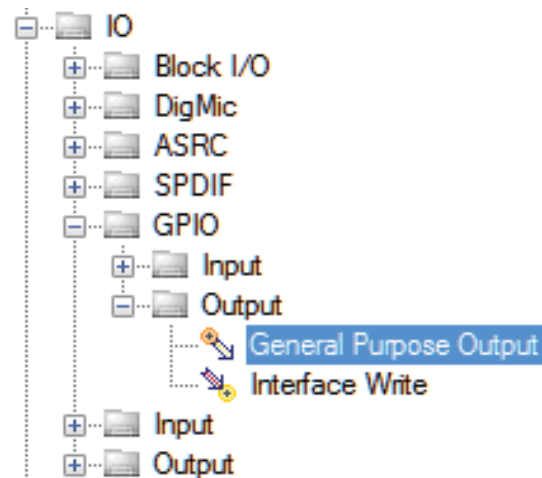 IO
Block I/O
DigMic
ASRC
SPDIF
GPIO
Input
Output
General Purpose Output
Interface Write
Input
Output